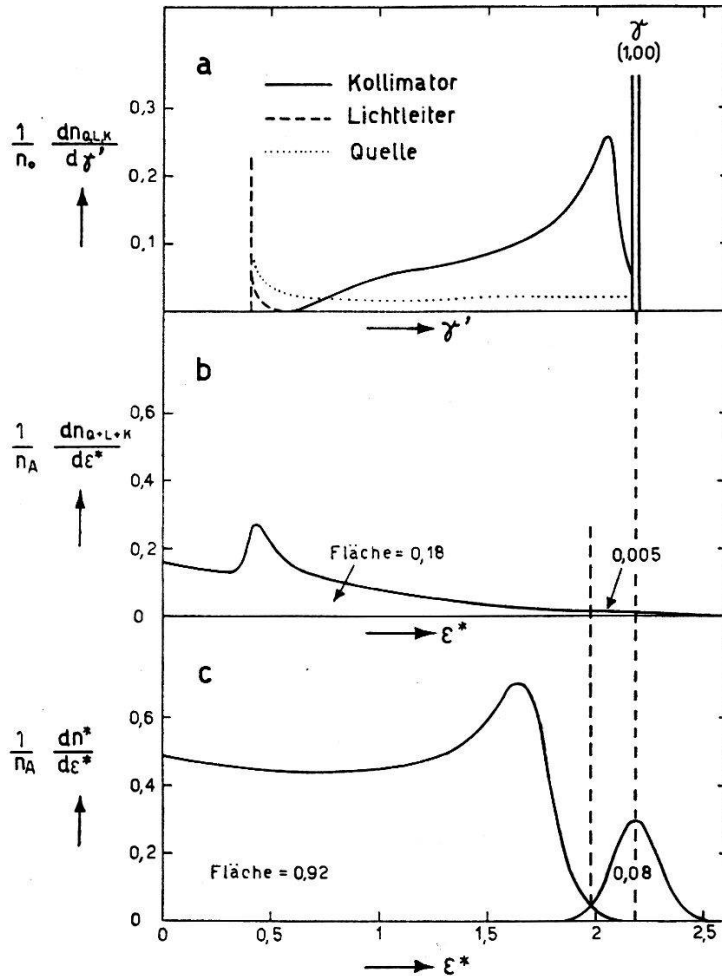 γ
(1,00)
a
Kollimator
Lichtleiter
Quelle
1/n₀ dn_Q,L,K/dγ'
0,3
0,2
0,1
γ'
b
1/n_A dn_Q+L+K/dε*
0,6
0,4
0,2
0
Fläche = 0,18
0,005
ε*
c
1/n_A dn*/dε*
0,6
0,4
0,2
0
Fläche = 0,92
0,08
0 0,5 1 1,5 2 2,5
ε*